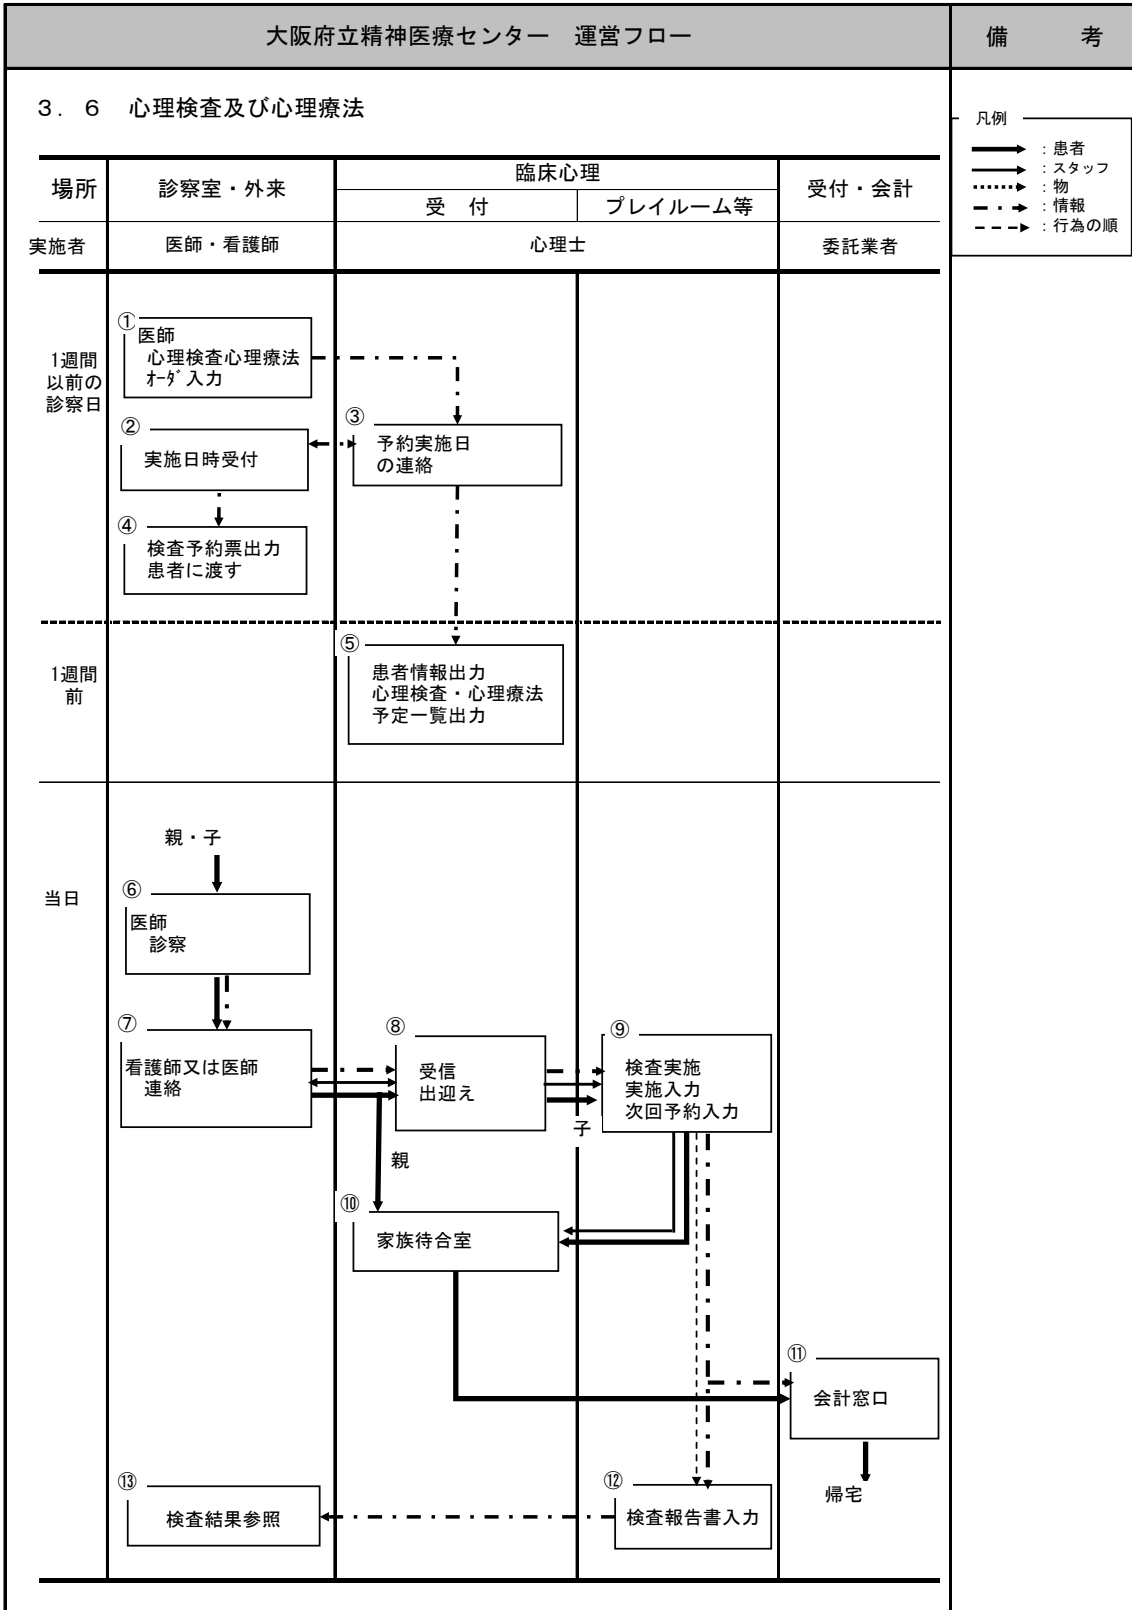 大阪府立精神医療センター　運営フロー
備　　考
３．６　心理検査及び心理療法
凡例
：患者
：スタッフ
：物
：情報
：行為の順
場所
診察室・外来
臨床心理
受　付
プレイルーム等
受付・会計
実施者
医師・看護師
心理士
委託業者
1週間
以前の
診察日
①
医師
心理検査心理療法
ｵｰﾀﾞ入力
②
実施日時受付
③
予約実施日
の連絡
④
検査予約票出力
患者に渡す
1週間
前
⑤
患者情報出力
心理検査・心理療法
予定一覧出力
当日
親・子
⑥
医師
診察
⑦
看護師又は医師
連絡
⑧
受信
出迎え
子
⑨
検査実施
実施入力
次回予約入力
親
⑩
家族待合室
⑪
会計窓口
帰宅
⑫
検査報告書入力
⑬
検査結果参照